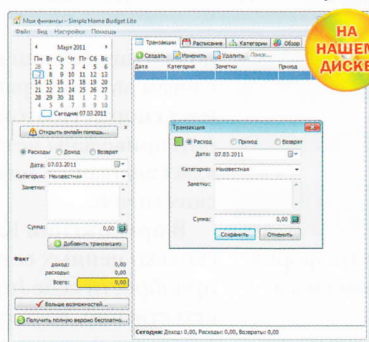 Мои финансы - Simple Home Budget Lite
Файл Вид Настройки Помощь
НА
НАШЕМ
ДИСКЕ
Март 2011
Пн Вт Ср Чт Пт Сб Вс
28 1 2 3 4 5 6
7 8 9 10 11 12 13
14 15 16 17 18 19 20
21 22 23 24 25 26 27
28 29 30 31 1 2 3
4 5 6 7 8 9 10
Сегодня: 07.03.2011
Открыть онлайн помощь...
Расходы Доход Возврат
Дата: 07.03.2011
Категория: Неизвестная
Заметки:
Сумма: 0,00
Добавить транзакцию
Факт
доход: 0,00
расходы: 0,00
Всего: 0,00
Больше возможностей...
Получить полную версию бесплатно...
Транзакции Расписание Категории Обзор
Создать Изменить Удалить Поиск...
Дата Категория Заметки Приход
Транзакция
Расход Приход Возврат
Дата: 07.03.2011
Категория: Неизвестная
Заметки:
Сумма: 0,00
Сохранить Отменить
Сегодня: Доход: 0,00, Расходы: 0,00, Возвраты: 0,00